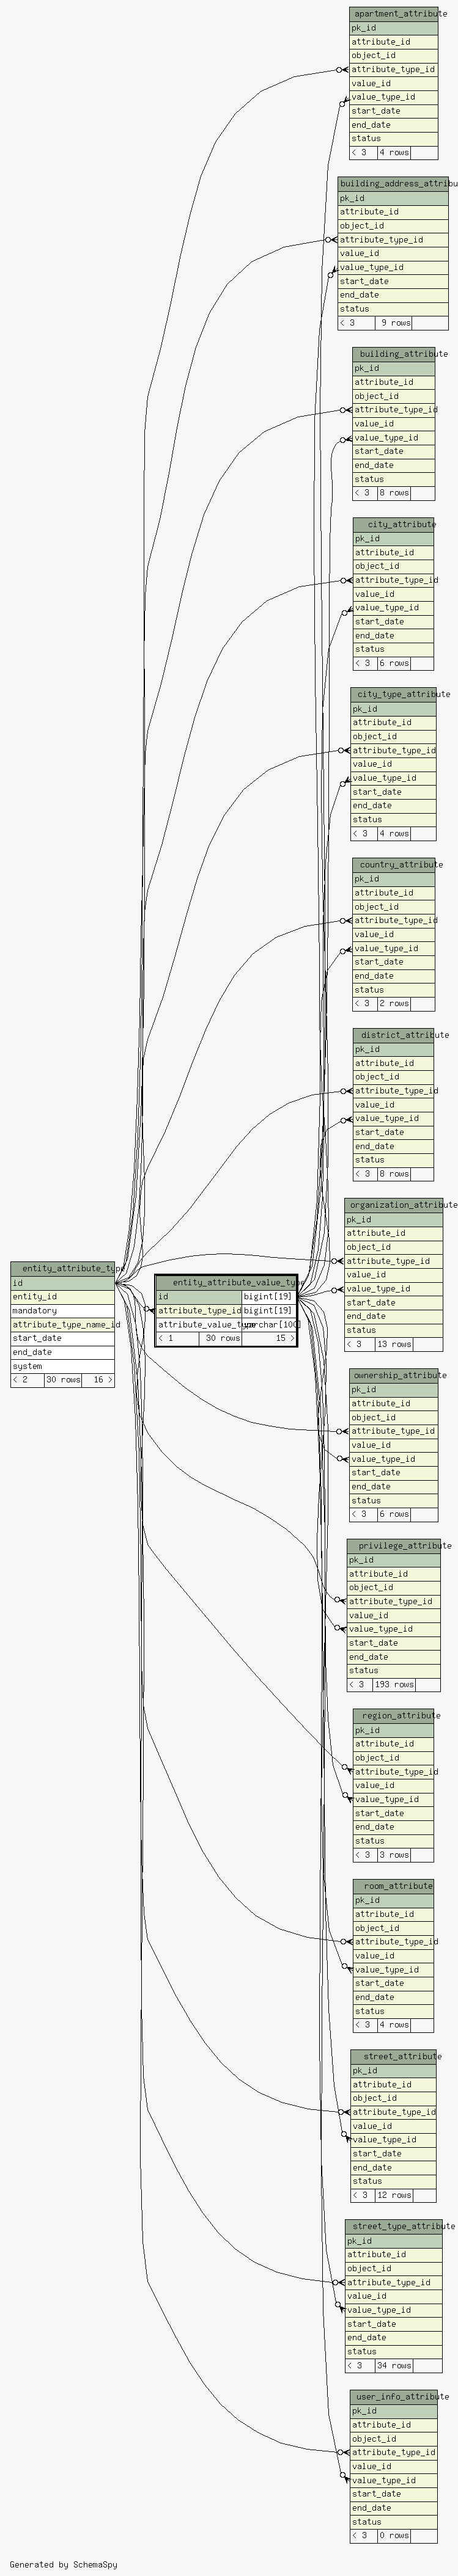 apartment_attribute
pk_id
attribute_id
object_id
attribute_type_id
value_id
value_type_id
start_date
end_date
status
< 3 4 rows
building_address_attribu
pk_id
attribute_id
object_id
attribute_type_id
value_id
value_type_id
start_date
end_date
status
< 3 9 rows
building_attribute
pk_id
attribute_id
object_id
attribute_type_id
value_id
value_type_id
start_date
end_date
status
< 3 8 rows
city_attribute
pk_id
attribute_id
object_id
attribute_type_id
value_id
value_type_id
start_date
end_date
status
< 3 6 rows
city_type_attribute
pk_id
attribute_id
object_id
attribute_type_id
value_id
value_type_id
start_date
end_date
status
< 3 4 rows
country_attribute
pk_id
attribute_id
object_id
attribute_type_id
value_id
value_type_id
start_date
end_date
status
< 3 2 rows
district_attribute
pk_id
attribute_id
object_id
attribute_type_id
value_id
value_type_id
start_date
end_date
status
< 3 8 rows
entity_attribute_type
id
entity_id
mandatory
attribute_type_name_id
start_date
end_date
system
< 2 30 rows 16 >
entity_attribute_value_type
id bigint[19]
attribute_type_id bigint[19]
attribute_value_type varchar[100]
< 1 30 rows 15 >
organization_attribute
pk_id
attribute_id
object_id
attribute_type_id
value_id
value_type_id
start_date
end_date
status
< 3 13 rows
ownership_attribute
pk_id
attribute_id
object_id
attribute_type_id
value_id
value_type_id
start_date
end_date
status
< 3 6 rows
privilege_attribute
pk_id
attribute_id
object_id
attribute_type_id
value_id
value_type_id
start_date
end_date
status
< 3 193 rows
region_attribute
pk_id
attribute_id
object_id
attribute_type_id
value_id
value_type_id
start_date
end_date
status
< 3 3 rows
room_attribute
pk_id
attribute_id
object_id
attribute_type_id
value_id
value_type_id
start_date
end_date
status
< 3 4 rows
street_attribute
pk_id
attribute_id
object_id
attribute_type_id
value_id
value_type_id
start_date
end_date
status
< 3 12 rows
street_type_attribute
pk_id
attribute_id
object_id
attribute_type_id
value_id
value_type_id
start_date
end_date
status
< 3 34 rows
user_info_attribute
pk_id
attribute_id
object_id
attribute_type_id
value_id
value_type_id
start_date
end_date
status
< 3 0 rows
Generated by SchemaSpy